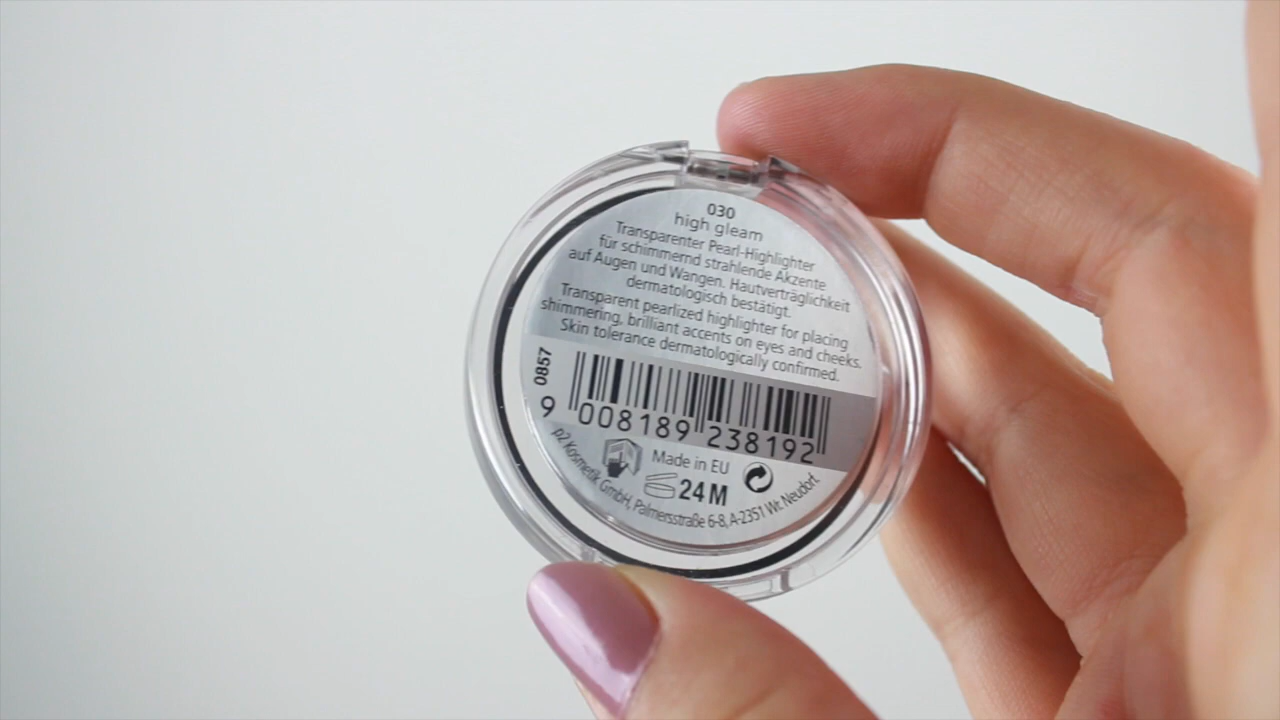 030
high gleam
Transparenter Pearl-Highlighter
für schimmernd strahlende Akzente
auf Augen und Wangen. Hautverträglichkeit
dermatologisch bestätigt.
Transparent pearlized highlighter for placing
shimmering, brilliant accents on eyes and cheeks.
Skin tolerance dermatologically confirmed.
0857
9 008189 238192
Made in EU
24 M
p2 Kosmetik GmbH, Palmersstraße 6-8, A-2351 Wr. Neudorf.